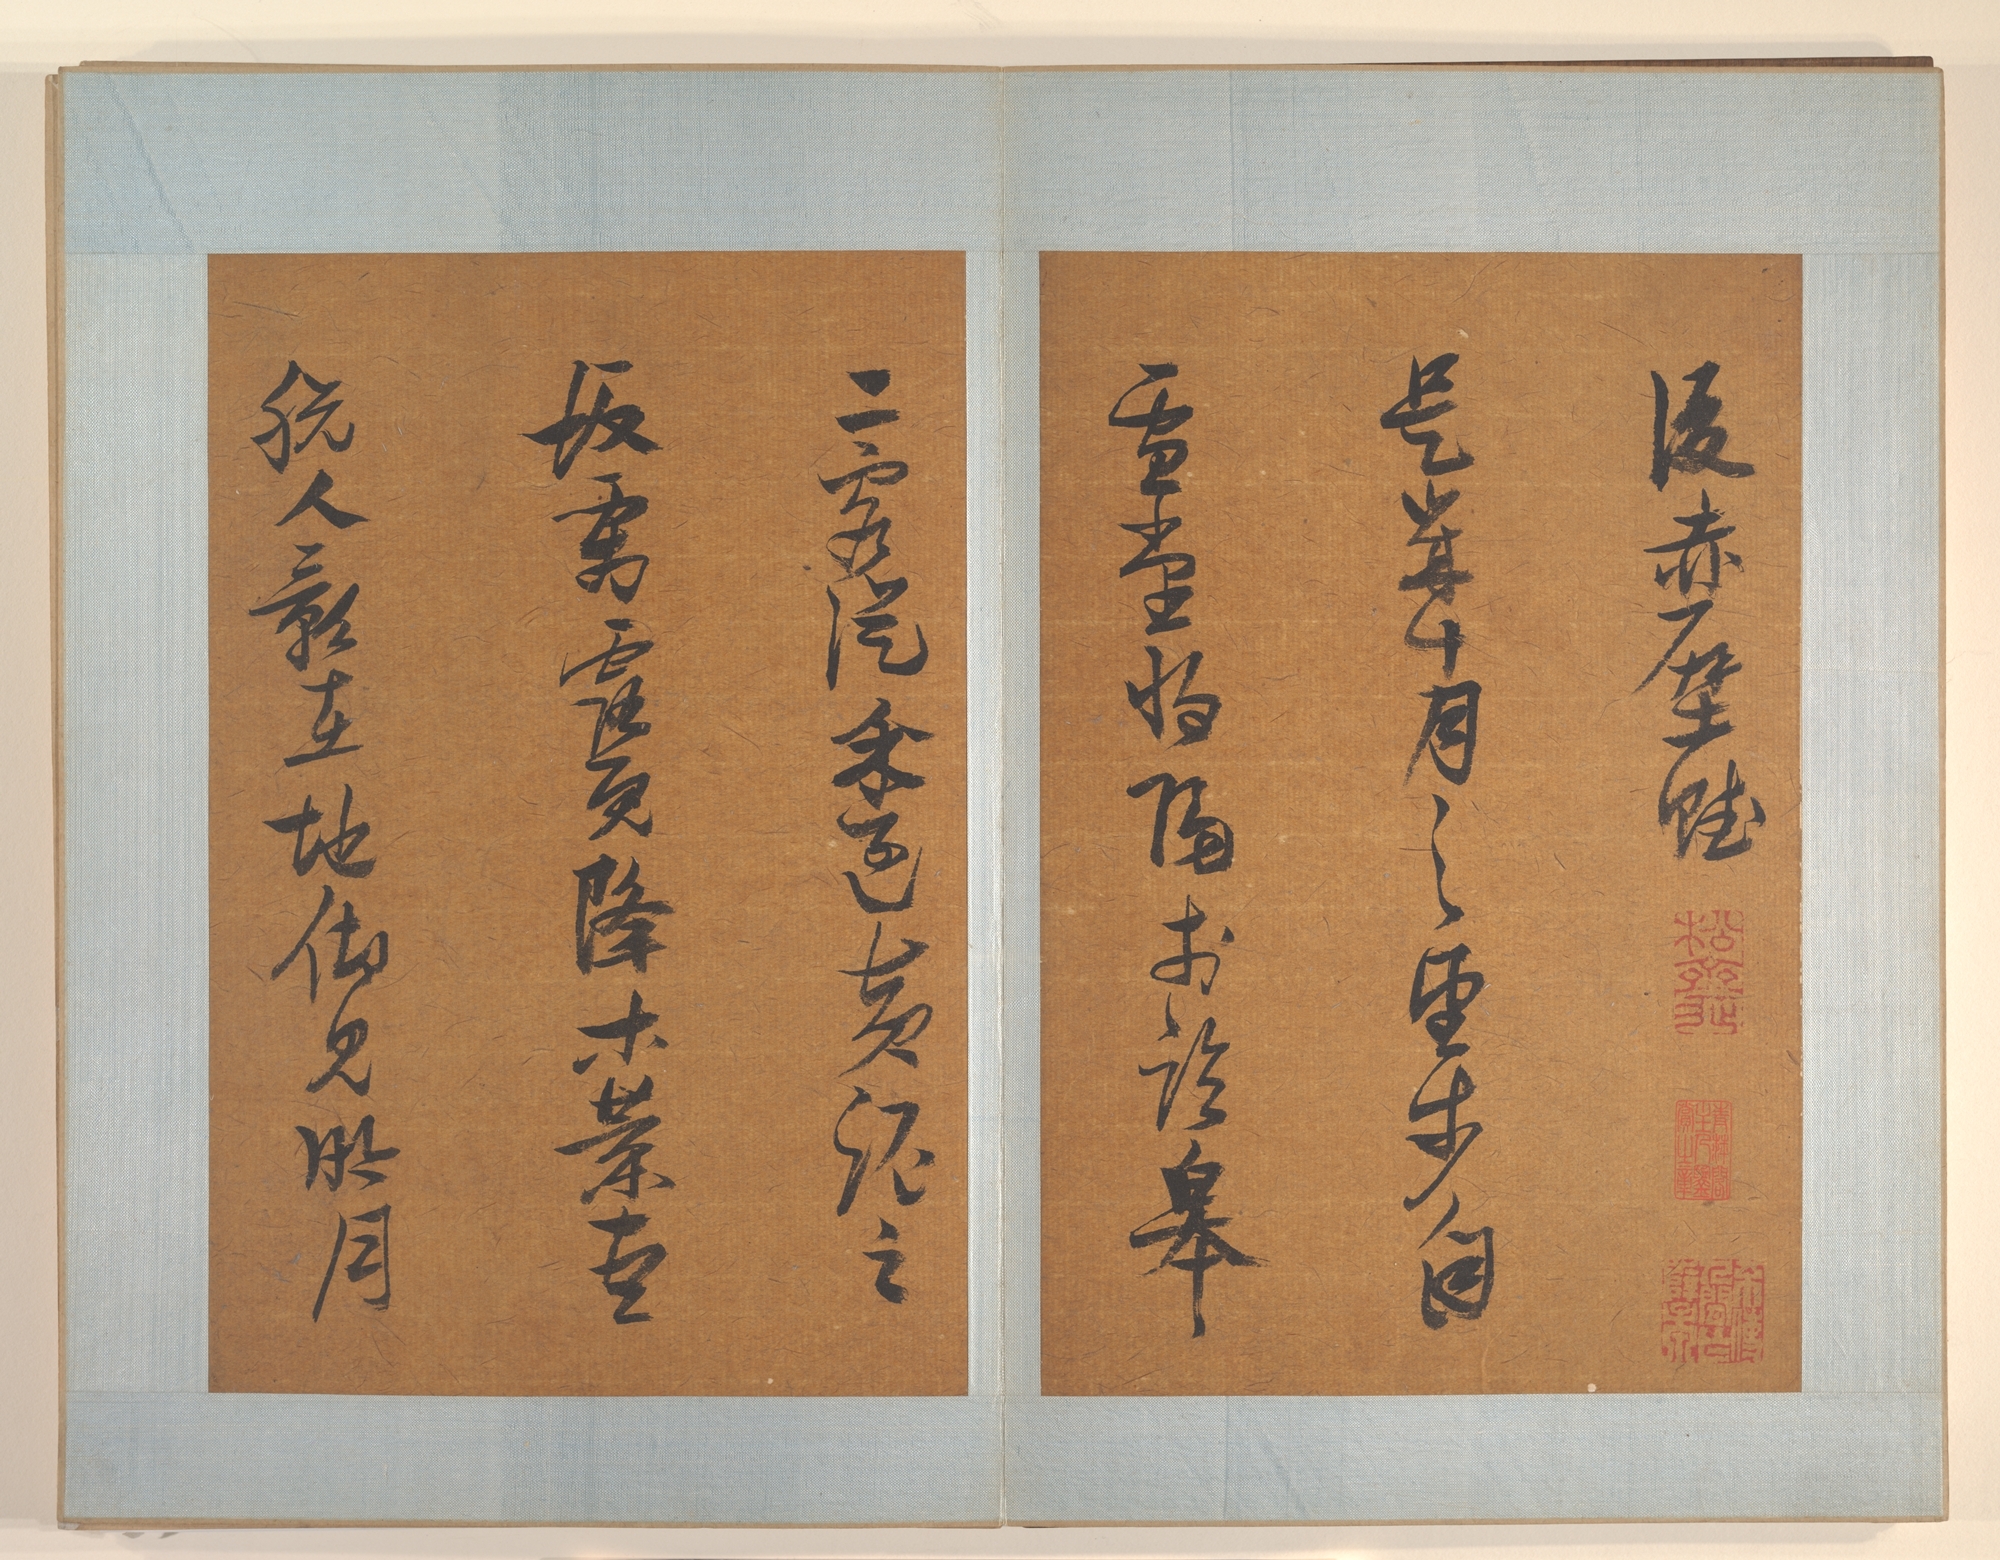 後赤壁賦
是歲十月之望步自
雪堂將歸於臨皋
二客從余過黃泥之
坂霜露既降木葉盡
脫人影在地仰見明月